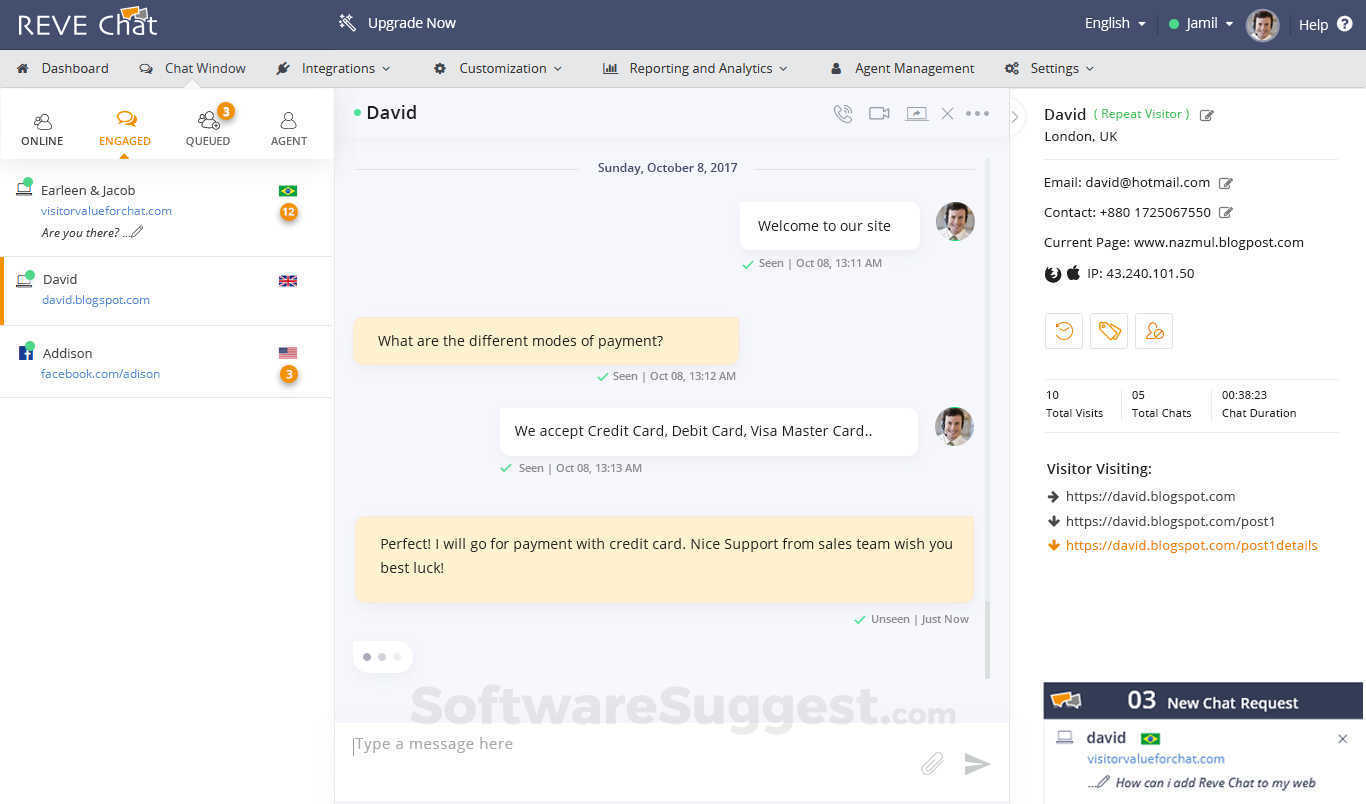 REVE Chat
Upgrade Now
English
Jamil
Help ?
Dashboard
Chat Window
Integrations
Customization
Reporting and Analytics
Agent Management
Settings
ONLINE
ENGAGED
3
QUEUED
AGENT
Earleen & Jacob
visitorvalueforchat.com
12
Are you there? ...
David
david.blogspot.com
Addison
facebook.com/adison
3
David
Sunday, October 8, 2017
Welcome to our site
Seen | Oct 08, 13:11 AM
What are the different modes of payment?
Seen | Oct 08, 13:12 AM
We accept Credit Card, Debit Card, Visa Master Card..
Seen | Oct 08, 13:13 AM
Perfect! I will go for payment with credit card. Nice Support from sales team wish you
best luck!
Unseen | Just Now
SoftwareSuggest.com
Type a message here
David ( Repeat Visitor )
London, UK
Email: david@hotmail.com
Contact: +880 1725067550
Current Page: www.nazmul.blogpost.com
IP: 43.240.101.50
10
Total Visits
05
Total Chats
00:38:23
Chat Duration
Visitor Visiting:
https://david.blogspot.com
https://david.blogspot.com/post1
https://david.blogspot.com/post1details
03 New Chat Request
david
visitorvalueforchat.com
... How can i add Reve Chat to my web